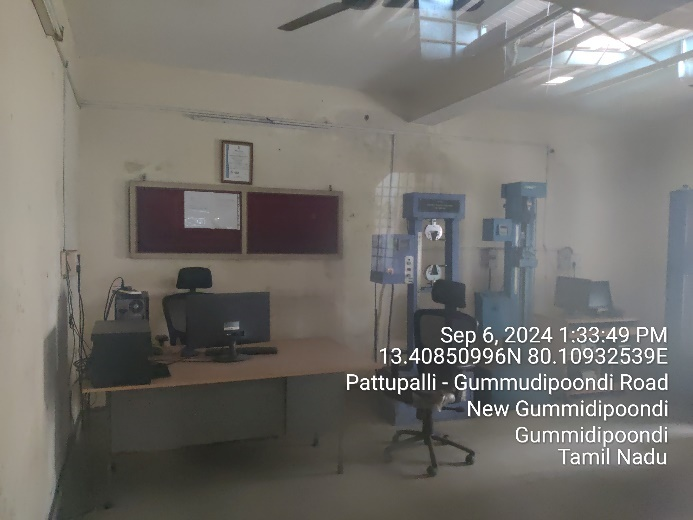 Sep 6, 2024 1:33:49 PM
13.40850996N 80.10932539E
Pattupalli - Gummudipoondi Road
New Gummidipoondi
Gummidipoondi
Tamil Nadu